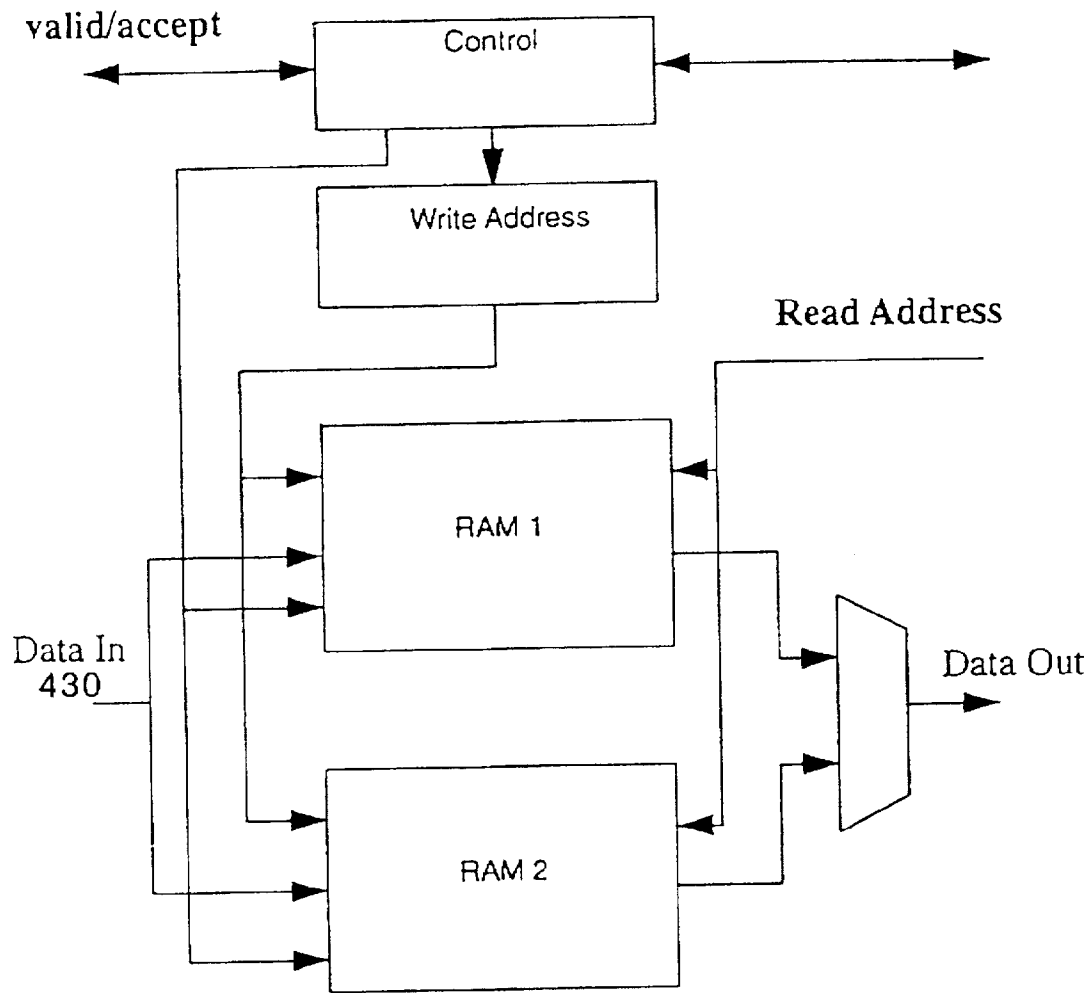 valid/accept
Control
Write Address
Read Address
RAM 1
Data In
430
Data Out
RAM 2